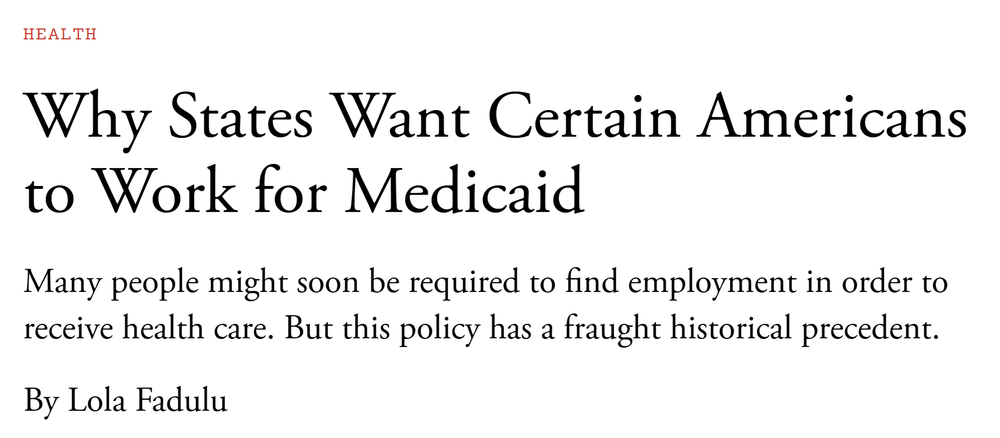 HEALTH
Why States Want Certain Americans
to Work for Medicaid
Many people might soon be required to find employment in order to
receive health care. But this policy has a fraught historical precedent.
By Lola Fadulu